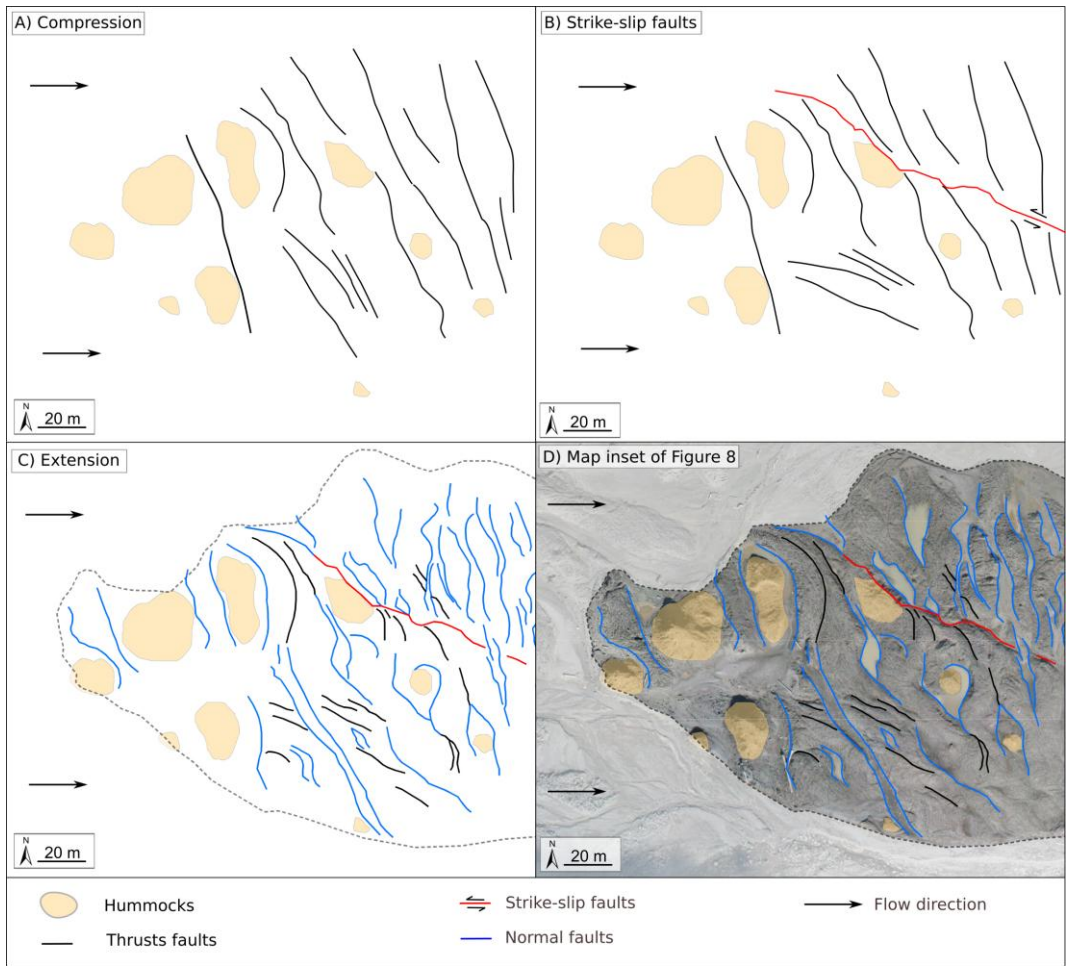 A) Compression
B) Strike-slip faults
N
20 m
N
20 m
C) Extension
D) Map inset of Figure 8
N
20 m
N
20 m
Hummocks
Strike-slip faults
Flow direction
Thrusts faults
Normal faults